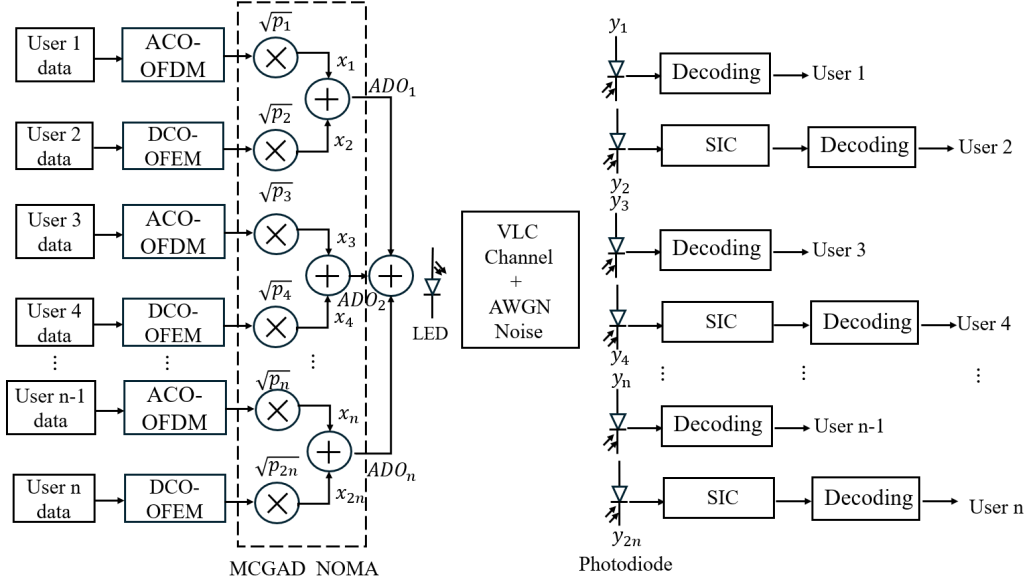 User 1
data
ACO-
OFDM
√p₁
x₁
ADO₁
User 2
data
DCO-
OFEM
√p₂
x₂
User 3
data
ACO-
OFDM
√p₃
x₃
ADO₂
User 4
data
DCO-
OFEM
√p₄
x₄
⋮
⋮
⋮
User n-1
data
ACO-
OFDM
√pₙ
xₙ
ADOₙ
User n
data
DCO-
OFEM
√p₂ₙ
x₂ₙ
MCGAD NOMA
LED
VLC
Channel
+
AWGN
Noise
y₁
Decoding
User 1
y₂
SIC
Decoding
User 2
y₃
Decoding
User 3
y₄
SIC
Decoding
User 4
⋮
⋮
⋮
yₙ
Decoding
User n-1
y₂ₙ
SIC
Decoding
User n
Photodiode